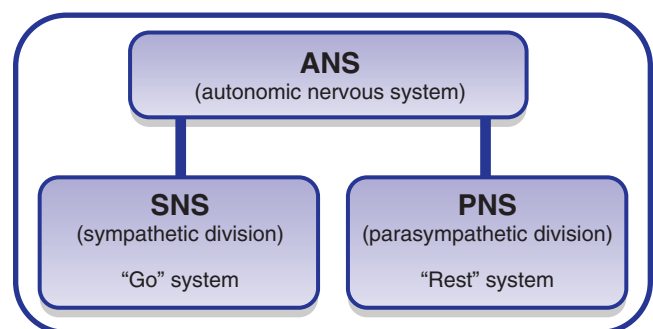 ANS
(autonomic nervous system)
SNS
(sympathetic division)
“Go” system
PNS
(parasympathetic division)
“Rest” system